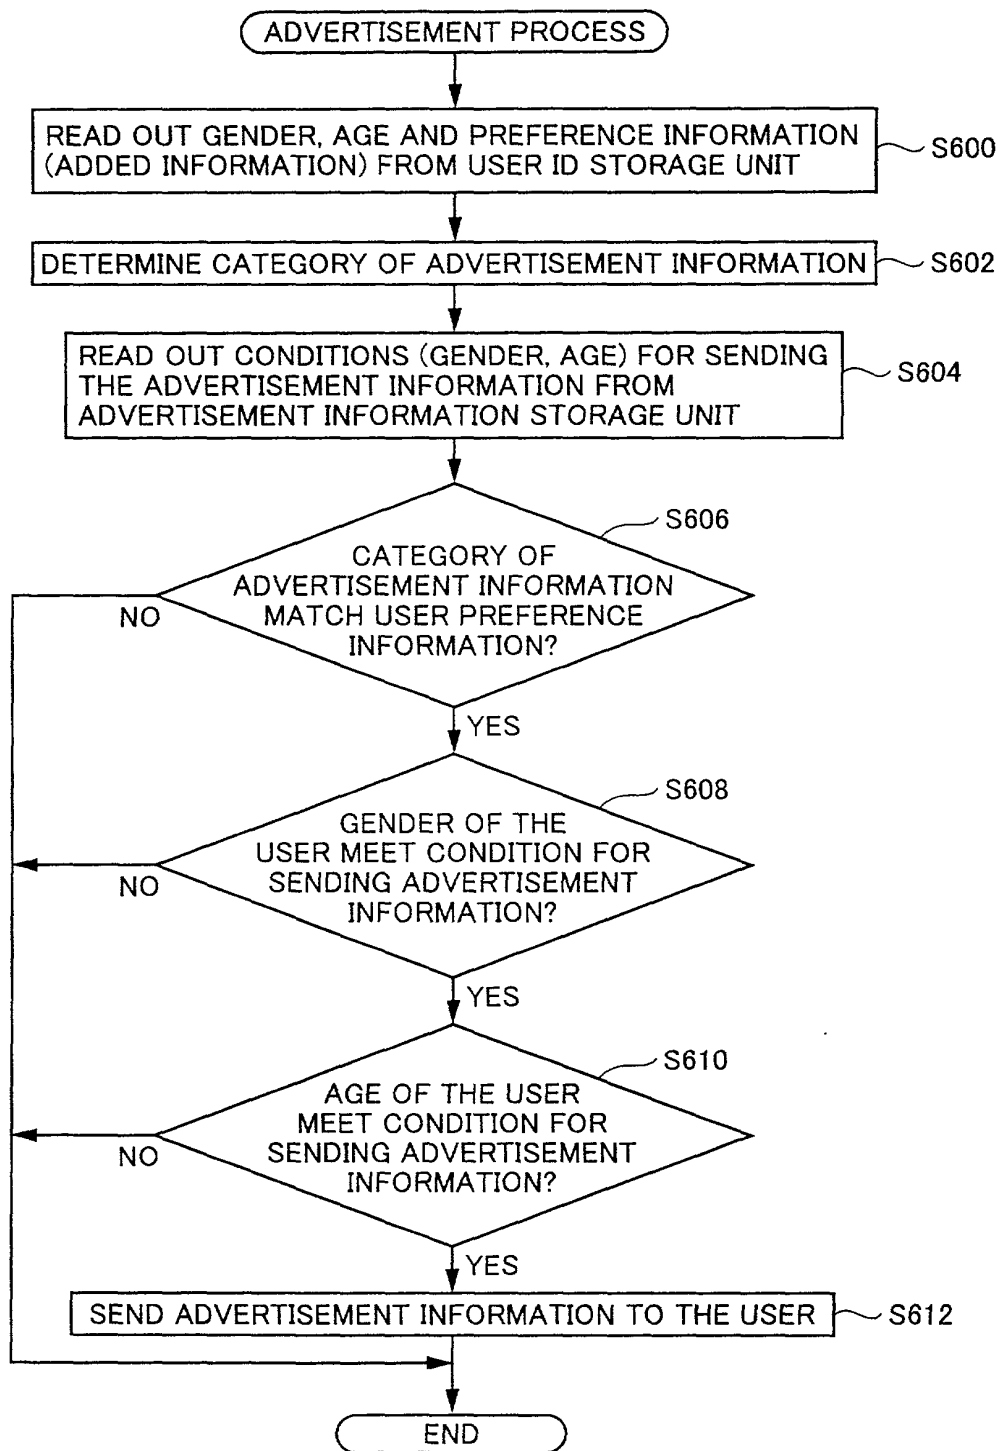 ADVERTISEMENT PROCESS
READ OUT GENDER, AGE AND PREFERENCE INFORMATION
(ADDED INFORMATION) FROM USER ID STORAGE UNIT
S600
DETERMINE CATEGORY OF ADVERTISEMENT INFORMATION
S602
READ OUT CONDITIONS (GENDER, AGE) FOR SENDING
THE ADVERTISEMENT INFORMATION FROM
ADVERTISEMENT INFORMATION STORAGE UNIT
S604
S606
CATEGORY OF
ADVERTISEMENT INFORMATION
MATCH USER PREFERENCE
INFORMATION?
NO
YES
S608
GENDER OF THE
USER MEET CONDITION FOR
SENDING ADVERTISEMENT
INFORMATION?
NO
YES
S610
AGE OF THE USER
MEET CONDITION FOR
SENDING ADVERTISEMENT
INFORMATION?
NO
YES
SEND ADVERTISEMENT INFORMATION TO THE USER
S612
END